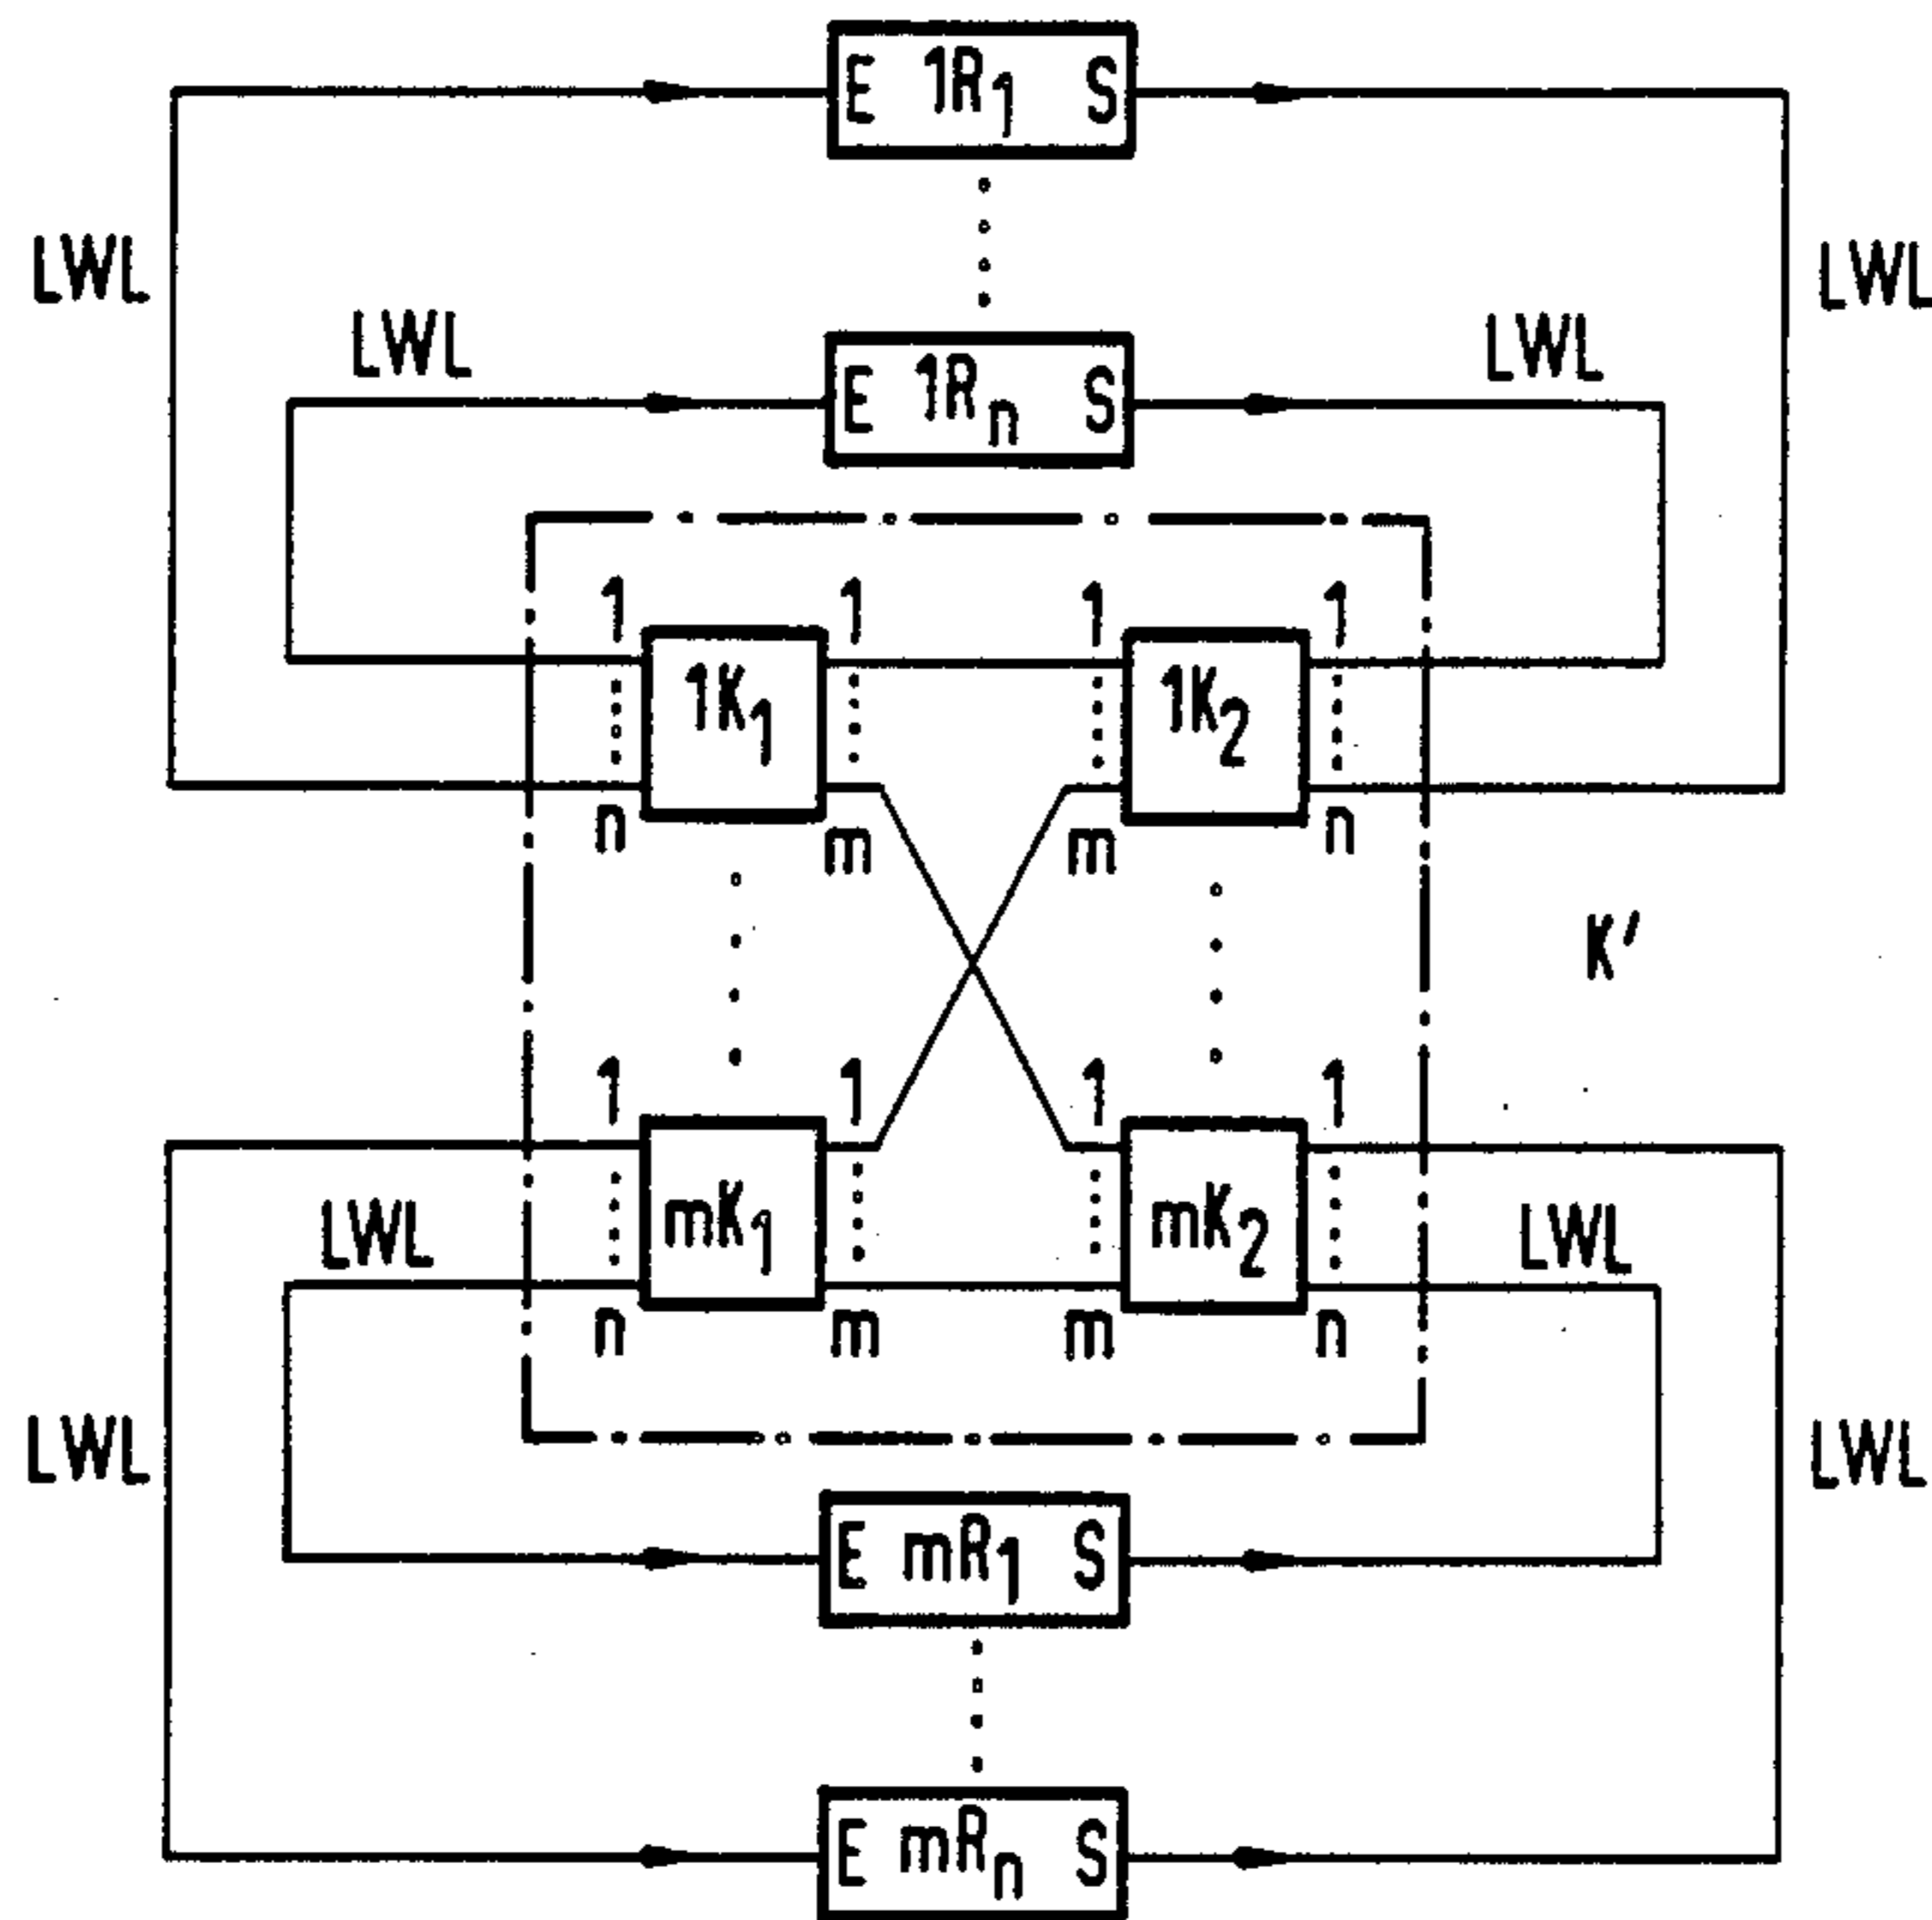 E 1R₁ S
LWL LWL
LWL LWL
E 1Rₙ S
1 1 1 1
1K₁ 1K₂
n m m n
K'
1 1 1 1
mK₁ mK₂
LWL LWL
n m m n
LWL LWL
E mR₁ S
E mRₙ S